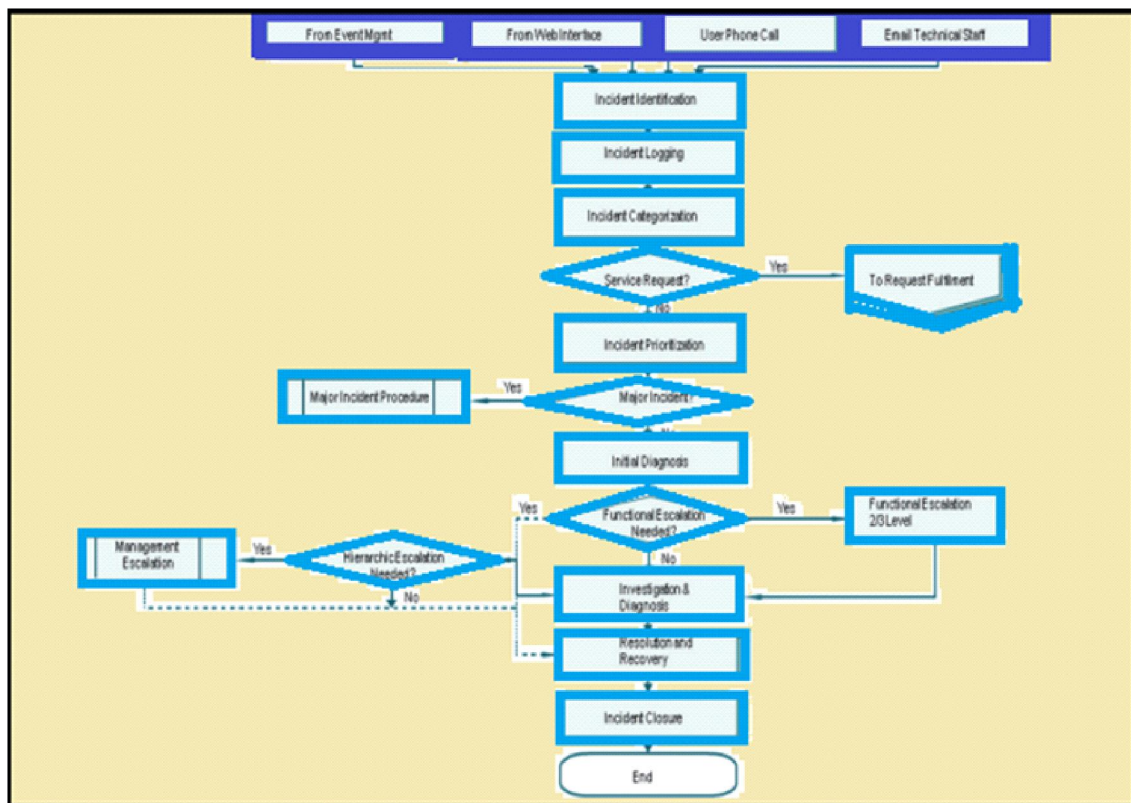 From Event Mgmt
From Web Interface
User Phone Call
Email Technical Staff
Incident Identification
Incident Logging
Incident Categorization
Service Request?
Yes
To Request Fulfilment
No
Incident Prioritization
Yes
Major Incident Procedure
Major Incident?
No
Initial Diagnosis
Yes
Functional Escalation
Needed?
Yes
Functional Escalation
2/3 Level
Management
Escalation
Yes
Hierarchic Escalation
Needed?
No
No
Investigation &
Diagnosis
Resolution and
Recovery
Incident Closure
End